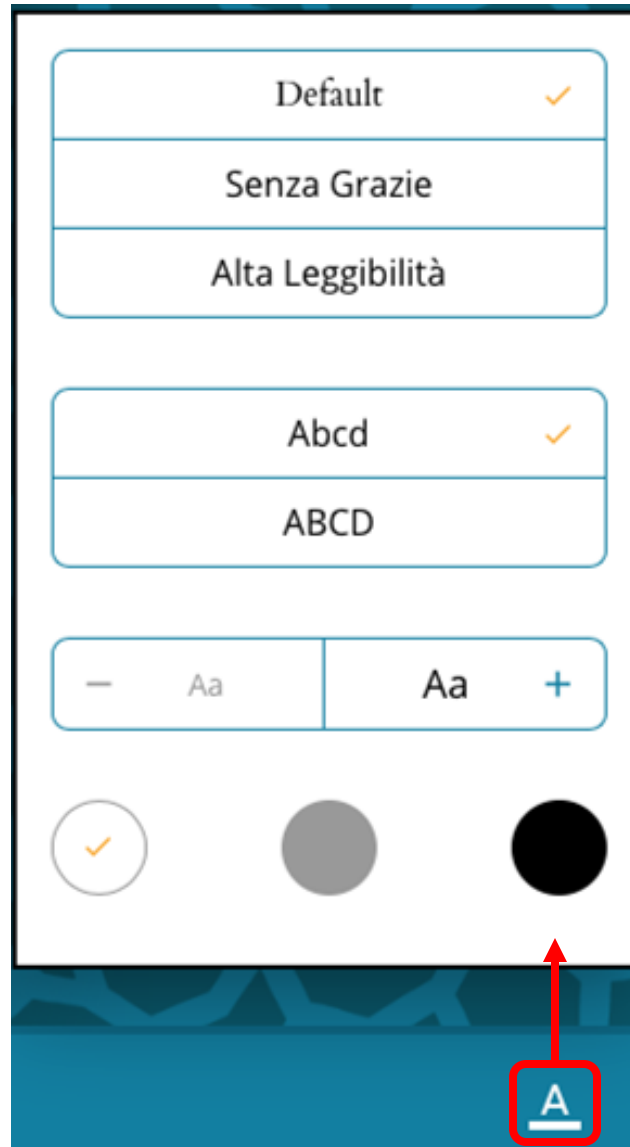 Default
Senza Grazie
Alta Leggibilità
Abcd
ABCD
− Aa Aa +
A